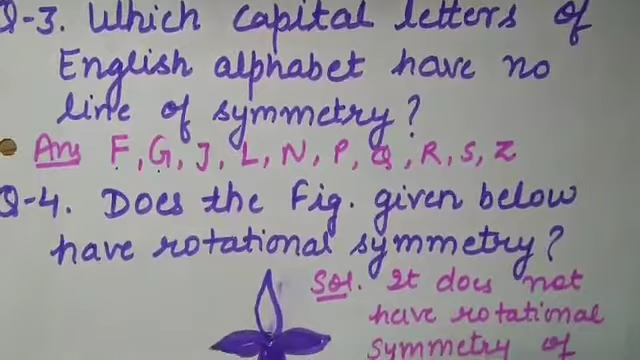 Q-3. Which capital letters of
English alphabet have no
line of symmetry?
Ans F, G, J, L, N, P, Q, R, S, Z
Q-4. Does the Fig. given below
have rotational symmetry?
Sol. It does not
have rotational
symmetry of